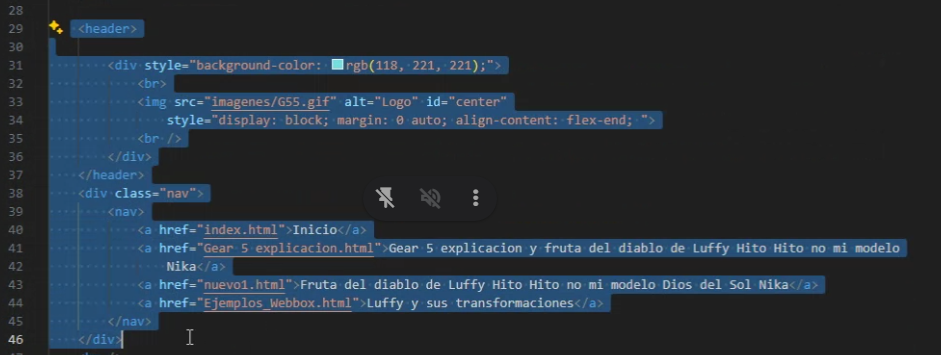 28
29 <header>
30
31 <div style="background-color: rgb(118, 221, 221);">
32 <br>
33 <img src="imagenes/G55.gif" alt="Logo" id="center"
34 style="display: block; margin: 0 auto; align-content: flex-end; ">
35 <br />
36 </div>
37 </header>
38 <div class="nav">
39 <nav>
40 <a href="index.html">Inicio</a>
41 <a href="Gear 5 explicacion.html">Gear 5 explicacion y fruta del diablo de Luffy Hito Hito no mi modelo
42 Nika</a>
43 <a href="nuevo1.html">Fruta del diablo de Luffy Hito Hito no mi modelo Dios del Sol Nika</a>
44 <a href="Ejemplos_Webbox.html">Luffy y sus transformaciones</a>
45 </nav>
46 </div>